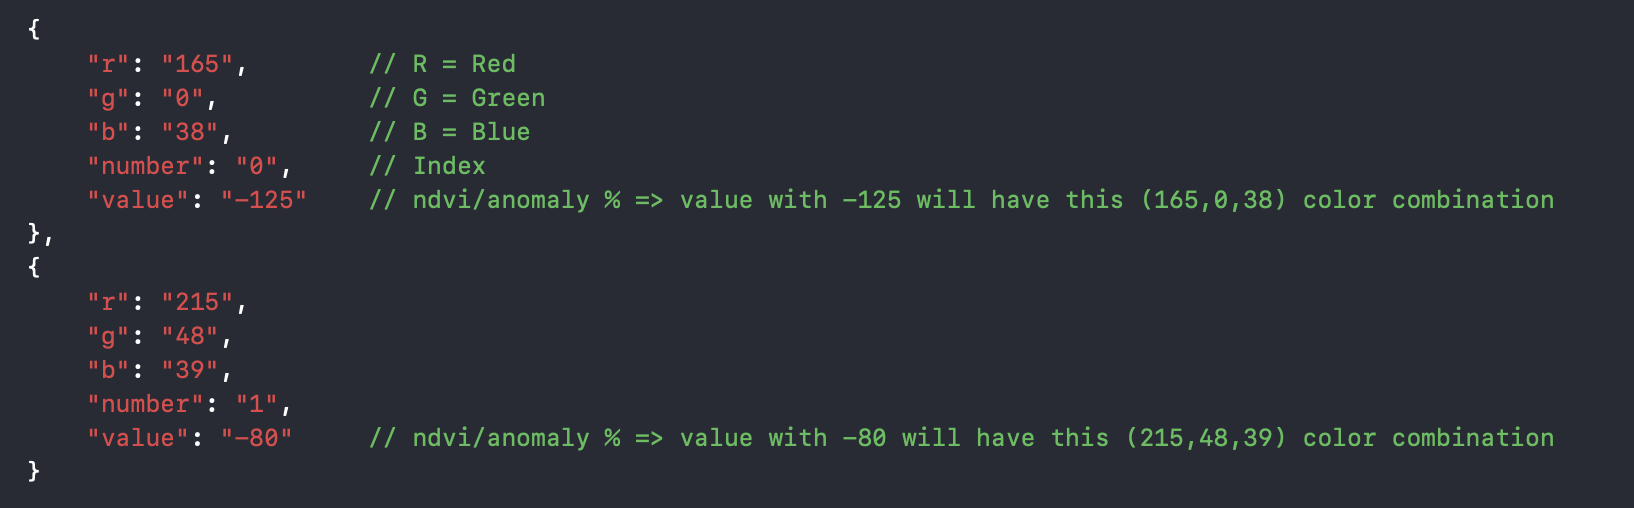 {
    "r": "165",        // R = Red
    "g": "0",          // G = Green
    "b": "38",         // B = Blue
    "number": "0",     // Index
    "value": "-125"    // ndvi/anomaly % => value with -125 will have this (165,0,38) color combination
},
{
    "r": "215",
    "g": "48",
    "b": "39",
    "number": "1",
    "value": "-80"     // ndvi/anomaly % => value with -80 will have this (215,48,39) color combination
}